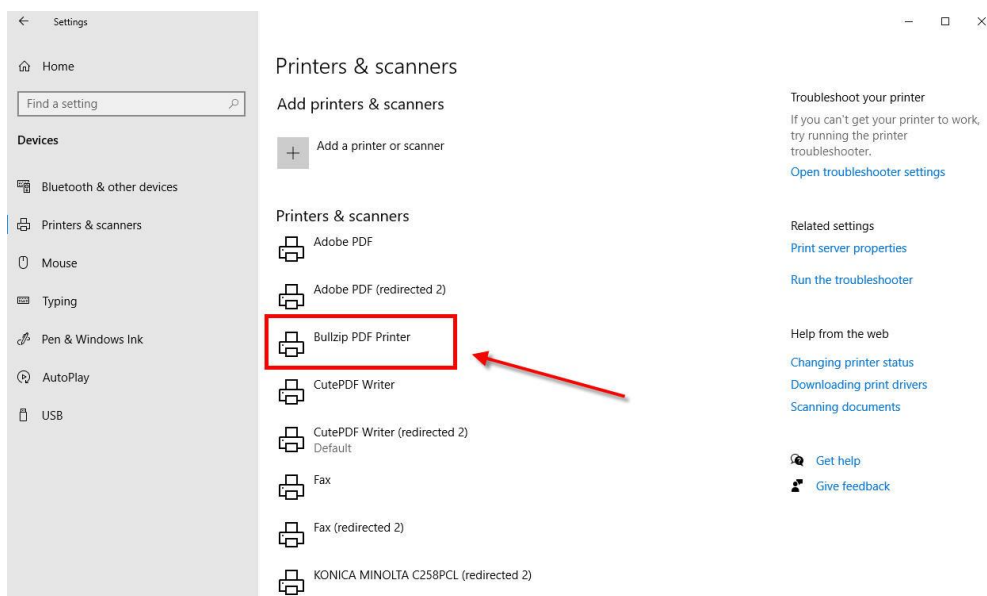 Settings
Home
Find a setting
Devices
Bluetooth & other devices
Printers & scanners
Mouse
Typing
Pen & Windows Ink
AutoPlay
USB
Printers & scanners
Add printers & scanners
Add a printer or scanner
Printers & scanners
Adobe PDF
Adobe PDF (redirected 2)
Bullzip PDF Printer
CutePDF Writer
CutePDF Writer (redirected 2)
Default
Fax
Fax (redirected 2)
KONICA MINOLTA C258PCL (redirected 2)
Troubleshoot your printer
If you can't get your printer to work,
try running the printer
troubleshooter.
Open troubleshooter settings
Related settings
Print server properties
Run the troubleshooter
Help from the web
Changing printer status
Downloading print drivers
Scanning documents
Get help
Give feedback